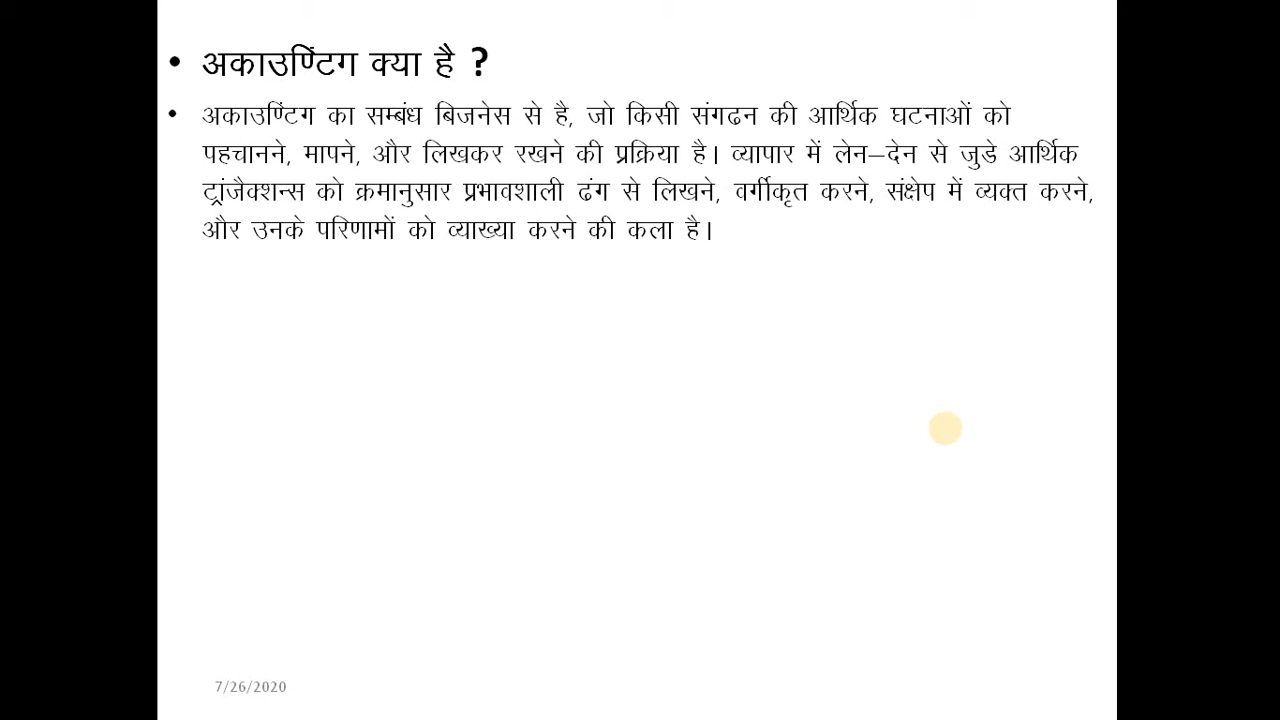 • अकाउण्टिंग क्या है ?
• अकाउण्टिंग का सम्बंध बिजनेस से है, जो किसी संगढन की आर्थिक घटनाओं को
पहचानने, मापने, और लिखकर रखने की प्रक्रिया है। व्यापार में लेन–देन से जुडे आर्थिक
ट्रांजैक्शन्स को क्रमानुसार प्रभावशाली ढंग से लिखने, वर्गीकृत करने, संक्षेप में व्यक्त करने,
और उनके परिणामों को व्याख्या करने की कला है।
7/26/2020